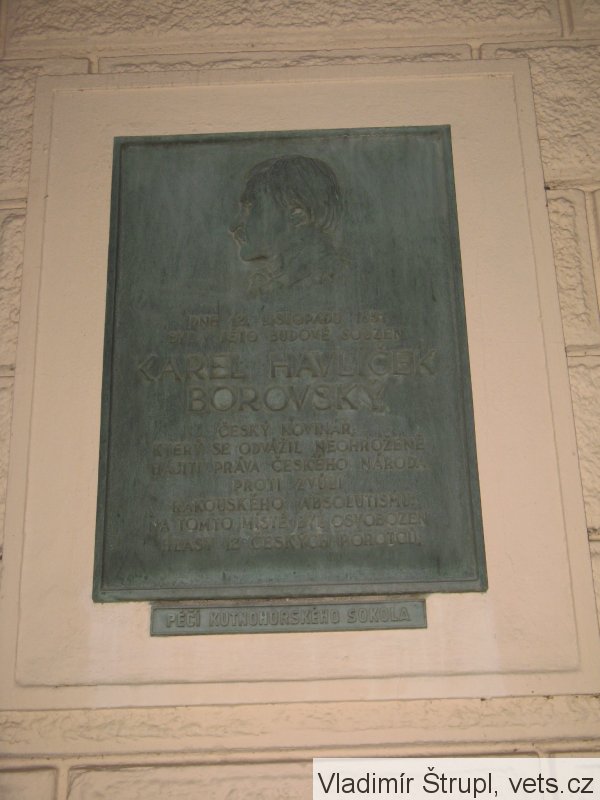 DNE 12. LISTOPADU 1851
BYL V TÉTO BUDOVĚ SOUZEN
KAREL HAVLÍČEK
BOROVSKÝ
ČESKÝ NOVINÁŘ,
KTERÝ SE ODVÁŽIL NEOHROŽENĚ
HÁJITI PRÁVA ČESKÉHO NÁRODA
PROTI ZVŮLI
RAKOUSKÉHO ABSOLUTISMU.
NA TOMTO MÍSTĚ BYL OSVOBOZEN
HLASY 12 ČESKÝCH POROTCŮ.
PÉČÍ KUTNOHORSKÉHO SOKOLA
Vladimír Štrupl, vets.cz